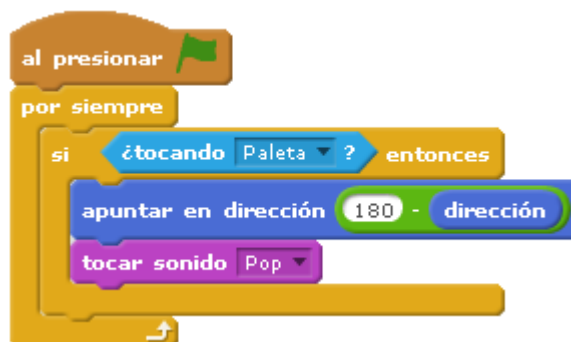 al presionar
por siempre
si ¿tocando Paleta ? entonces
apuntar en dirección 180 - dirección
tocar sonido Pop